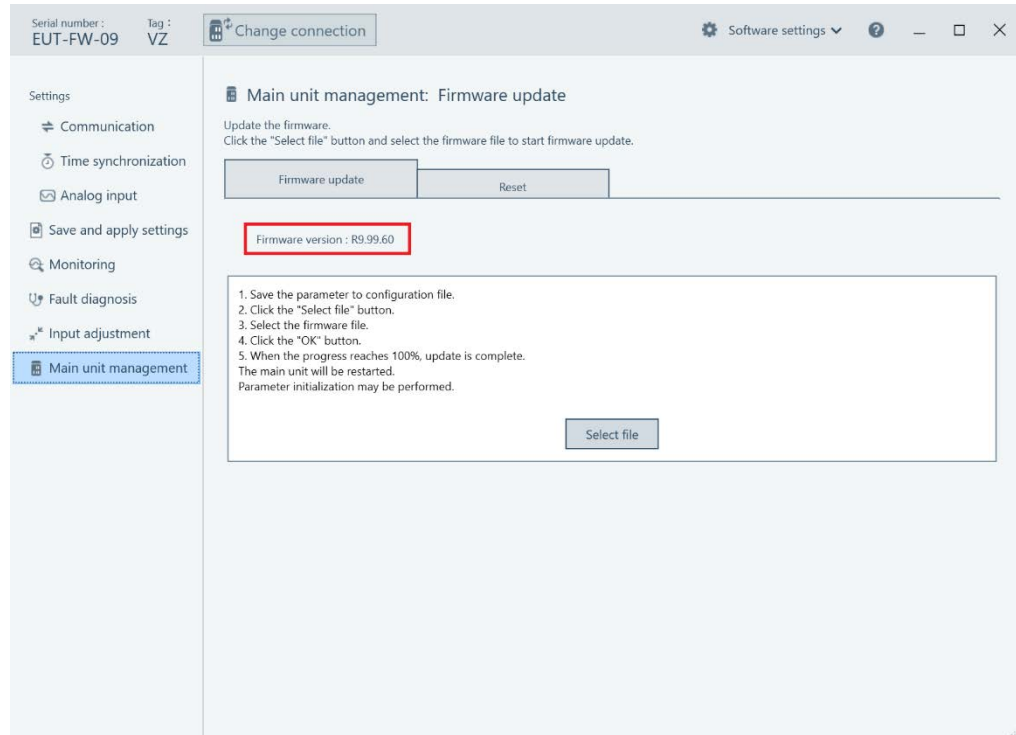 Serial number :
EUT-FW-09
Tag :
VZ
Change connection
Software settings
Settings
Communication
Time synchronization
Analog input
Save and apply settings
Monitoring
Fault diagnosis
Input adjustment
Main unit management
Main unit management: Firmware update
Update the firmware.
Click the "Select file" button and select the firmware file to start firmware update.
Firmware update
Reset
Firmware version : R9.99.60
1. Save the parameter to configuration file.
2. Click the "Select file" button.
3. Select the firmware file.
4. Click the "OK" button.
5. When the progress reaches 100%, update is complete.
The main unit will be restarted.
Parameter initialization may be performed.
Select file